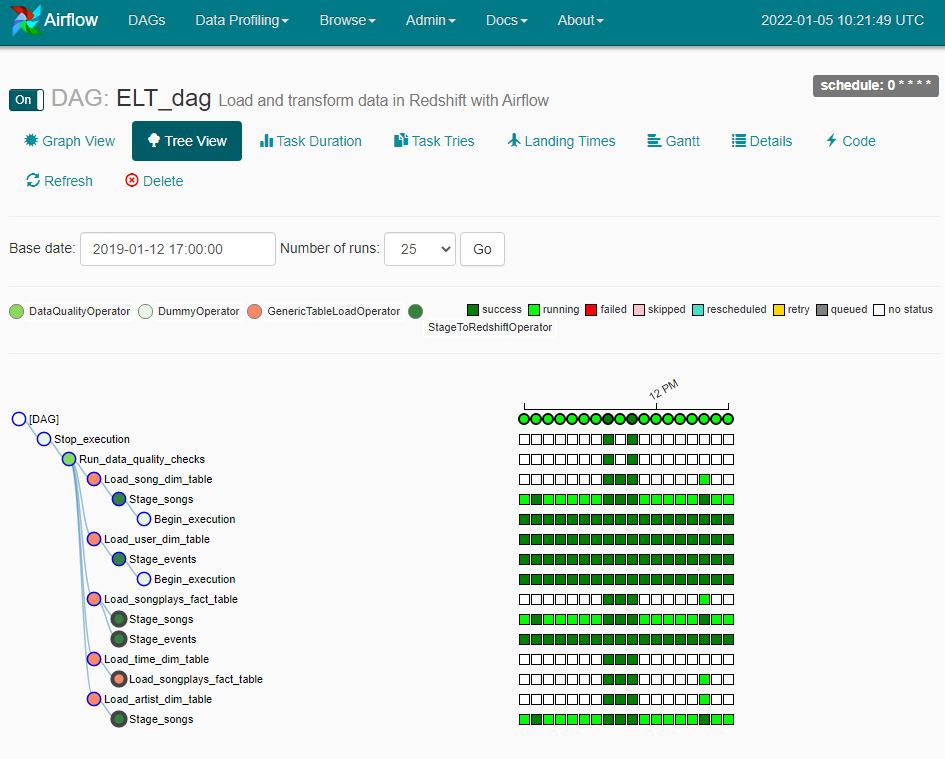 Airflow DAGs Data Profiling Browse Admin Docs About 2022-01-05 10:21:49 UTC
schedule: 0 * * * *
On DAG: ELT_dag Load and transform data in Redshift with Airflow
Graph View Tree View Task Duration Task Tries Landing Times Gantt Details Code
Refresh Delete
Base date: 2019-01-12 17:00:00 Number of runs: 25 Go
DataQualityOperator DummyOperator GenericTableLoadOperator success running failed skipped rescheduled retry queued no status
StageToRedshiftOperator
12 PM
[DAG]
Stop_execution
Run_data_quality_checks
Load_song_dim_table
Stage_songs
Begin_execution
Load_user_dim_table
Stage_events
Begin_execution
Load_songplays_fact_table
Stage_songs
Stage_events
Load_time_dim_table
Load_songplays_fact_table
Load_artist_dim_table
Stage_songs